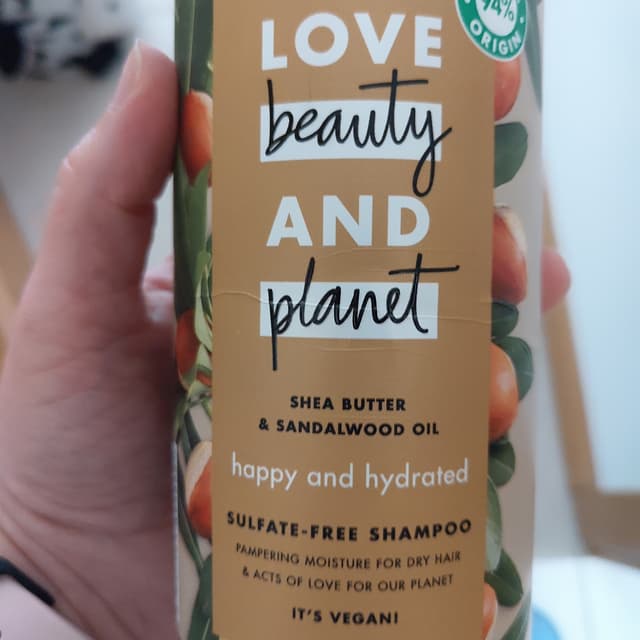 94%
ORIGIN
LOVE
beauty
AND
planet
SHEA BUTTER
& SANDALWOOD OIL
happy and hydrated
SULFATE-FREE SHAMPOO
PAMPERING MOISTURE FOR DRY HAIR
& ACTS OF LOVE FOR OUR PLANET
IT'S VEGAN!